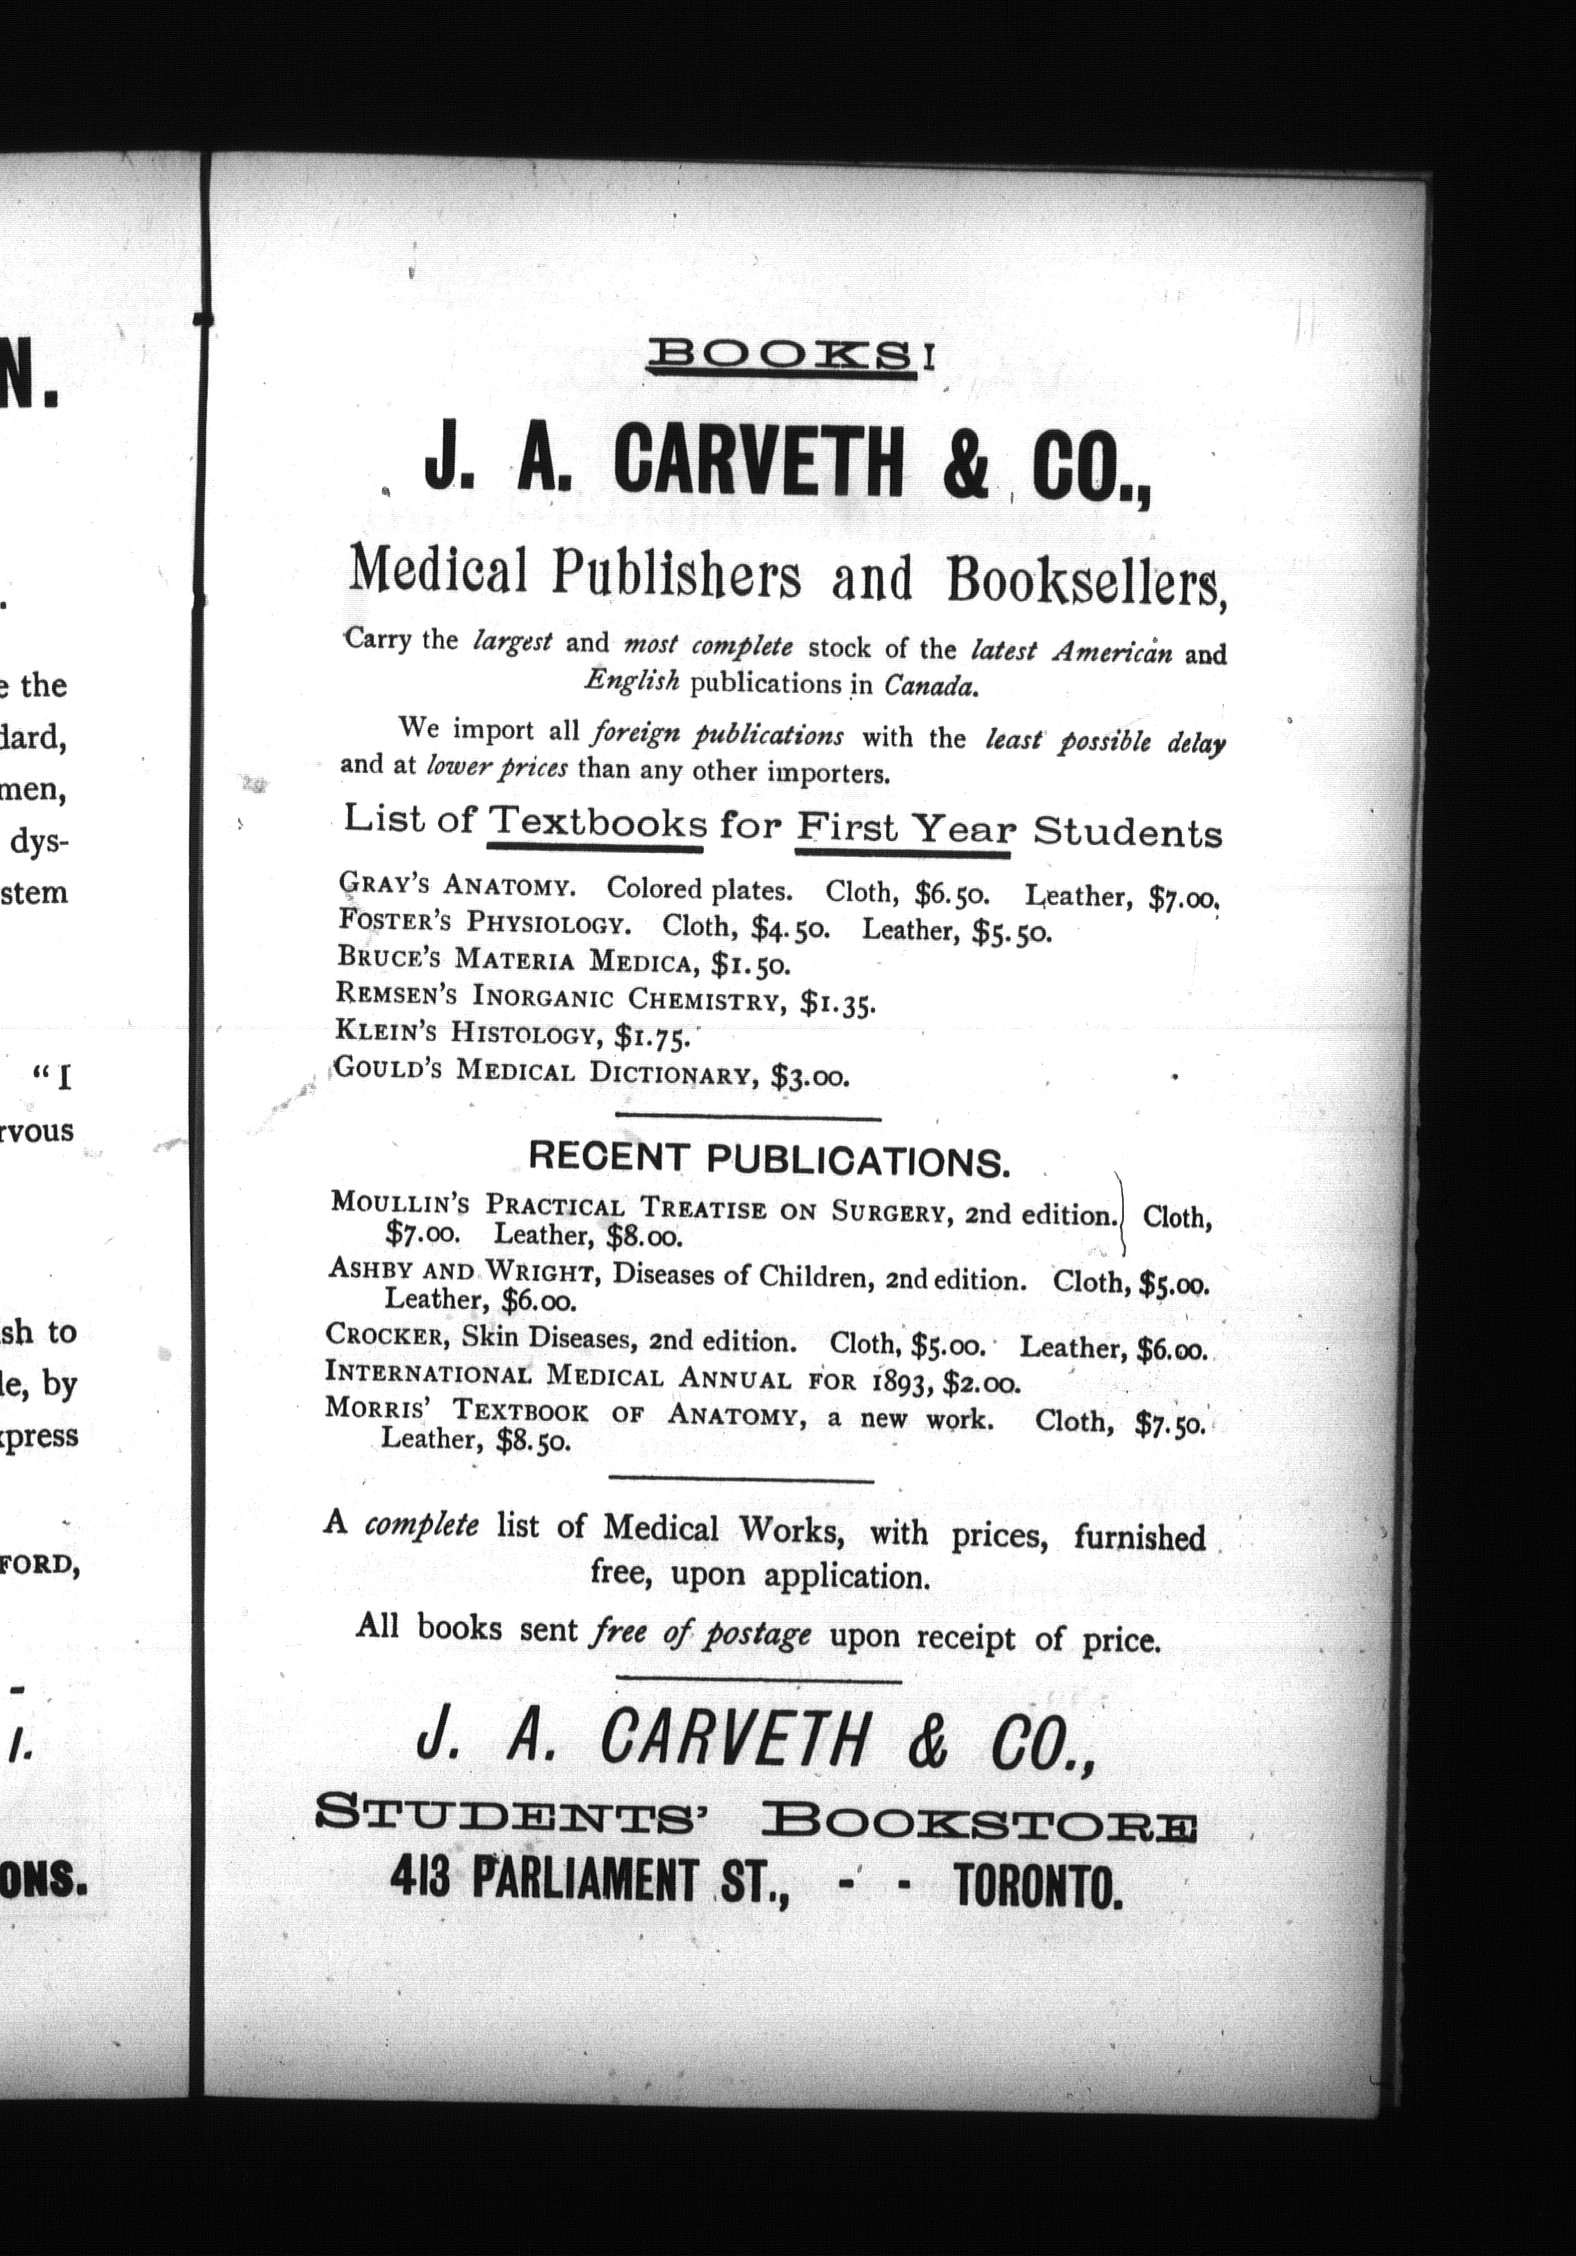 N.
.
e the
dard,
men,
dys-
stem
"I
rvous
sh to
le, by
xpress
FORD,
-
I.
ONS.
BOOKS!
J. A. CARVETH & CO.,
Medical Publishers and Booksellers,
Carry the largest and most complete stock of the latest American and
English publications in Canada.
We import all foreign publications with the least possible delay
and at lower prices than any other importers.
List of Textbooks for First Year Students
GRAY'S ANATOMY. Colored plates. Cloth, $6.50. Leather, $7.00.
FOSTER'S PHYSIOLOGY. Cloth, $4.50. Leather, $5.50.
BRUCE'S MATERIA MEDICA, $1.50.
REMSEN'S INORGANIC CHEMISTRY, $1.35.
KLEIN'S HISTOLOGY, $1.75.
GOULD'S MEDICAL DICTIONARY, $3.00.
RECENT PUBLICATIONS.
MOULLIN'S PRACTICAL TREATISE ON SURGERY, 2nd edition. Cloth,
$7.00. Leather, $8.00.
ASHBY AND WRIGHT, Diseases of Children, 2nd edition. Cloth, $5.00.
Leather, $6.00.
CROCKER, Skin Diseases, 2nd edition. Cloth, $5.00. Leather, $6.00.
INTERNATIONAL MEDICAL ANNUAL FOR 1893, $2.00.
MORRIS' TEXTBOOK OF ANATOMY, a new work. Cloth, $7.50.
Leather, $8.50.
A complete list of Medical Works, with prices, furnished
free, upon application.
All books sent free of postage upon receipt of price.
J. A. CARVETH & CO.,
STUDENTS' BOOKSTORE
413 PARLIAMENT ST., - - TORONTO.